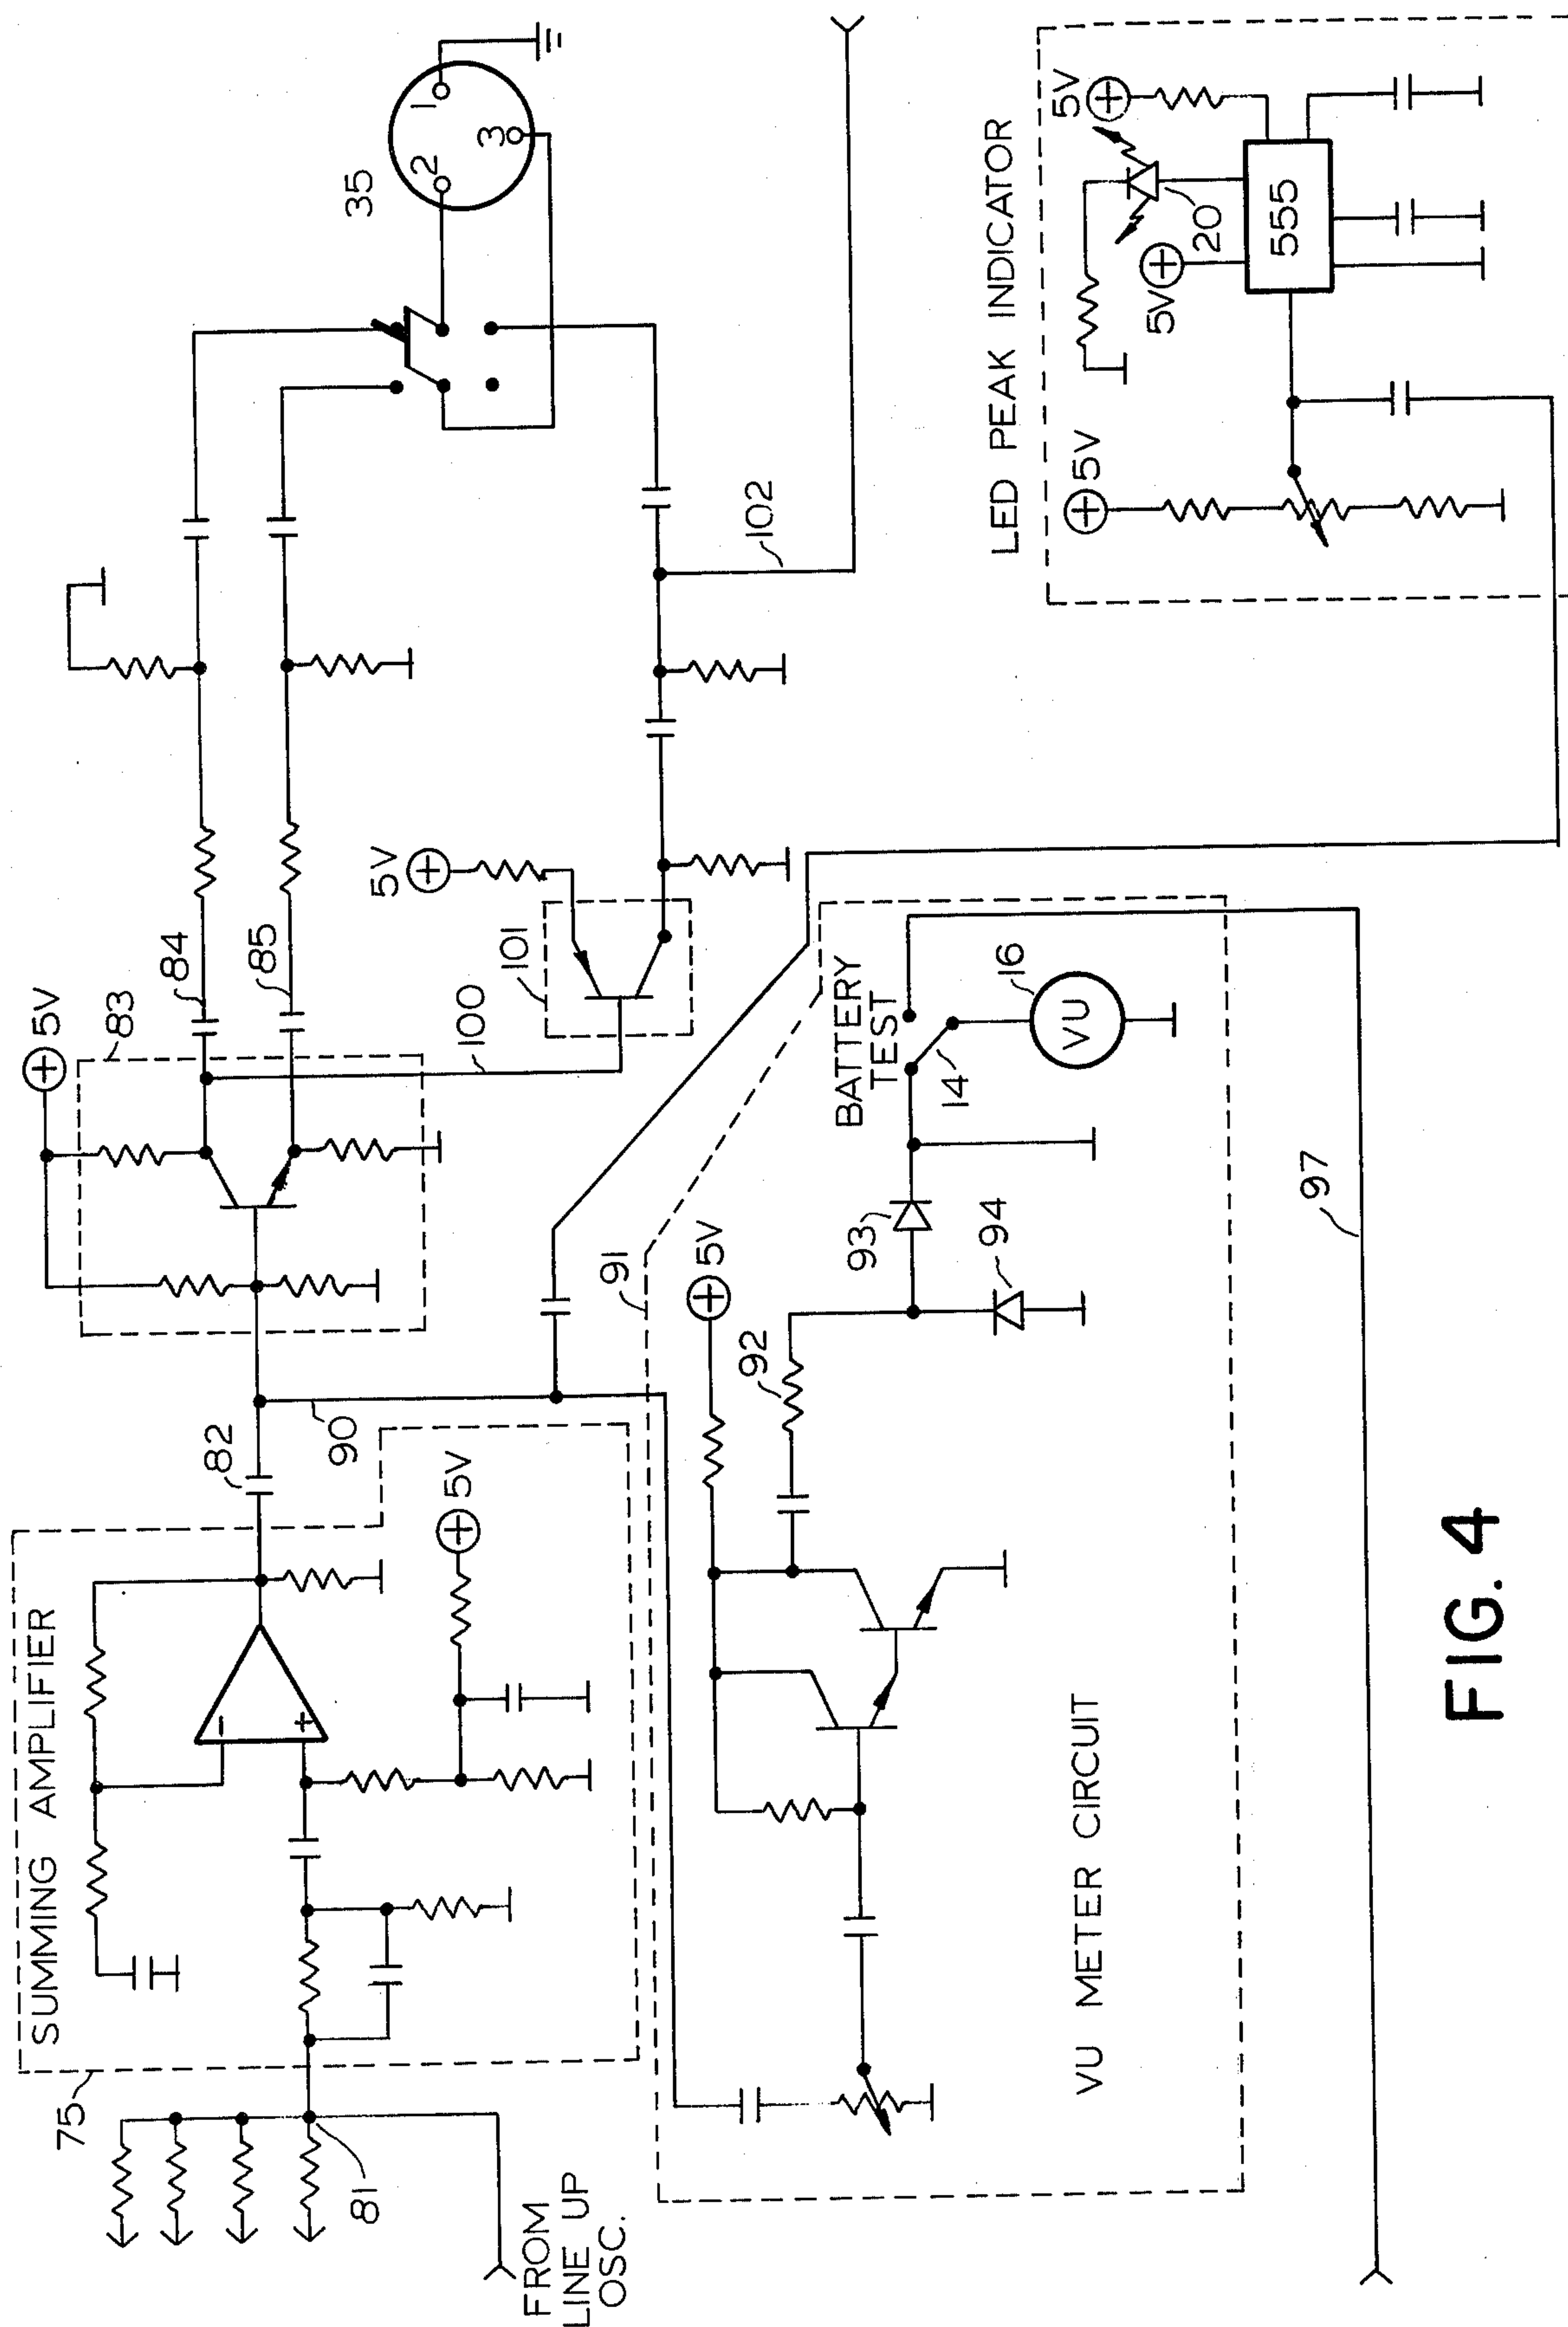 SUMMING AMPLIFIER
75
81
FROM
LINE UP
OSC.
−
+
5V
82
90
5V
83
84
85
100
101
5V
35
1
2
3
102
91
5V
92
93
94
BATTERY
TEST
14
16
VU
97
VU METER CIRCUIT
LED PEAK INDICATOR
5V
5V
20
5V
555
FIG. 4